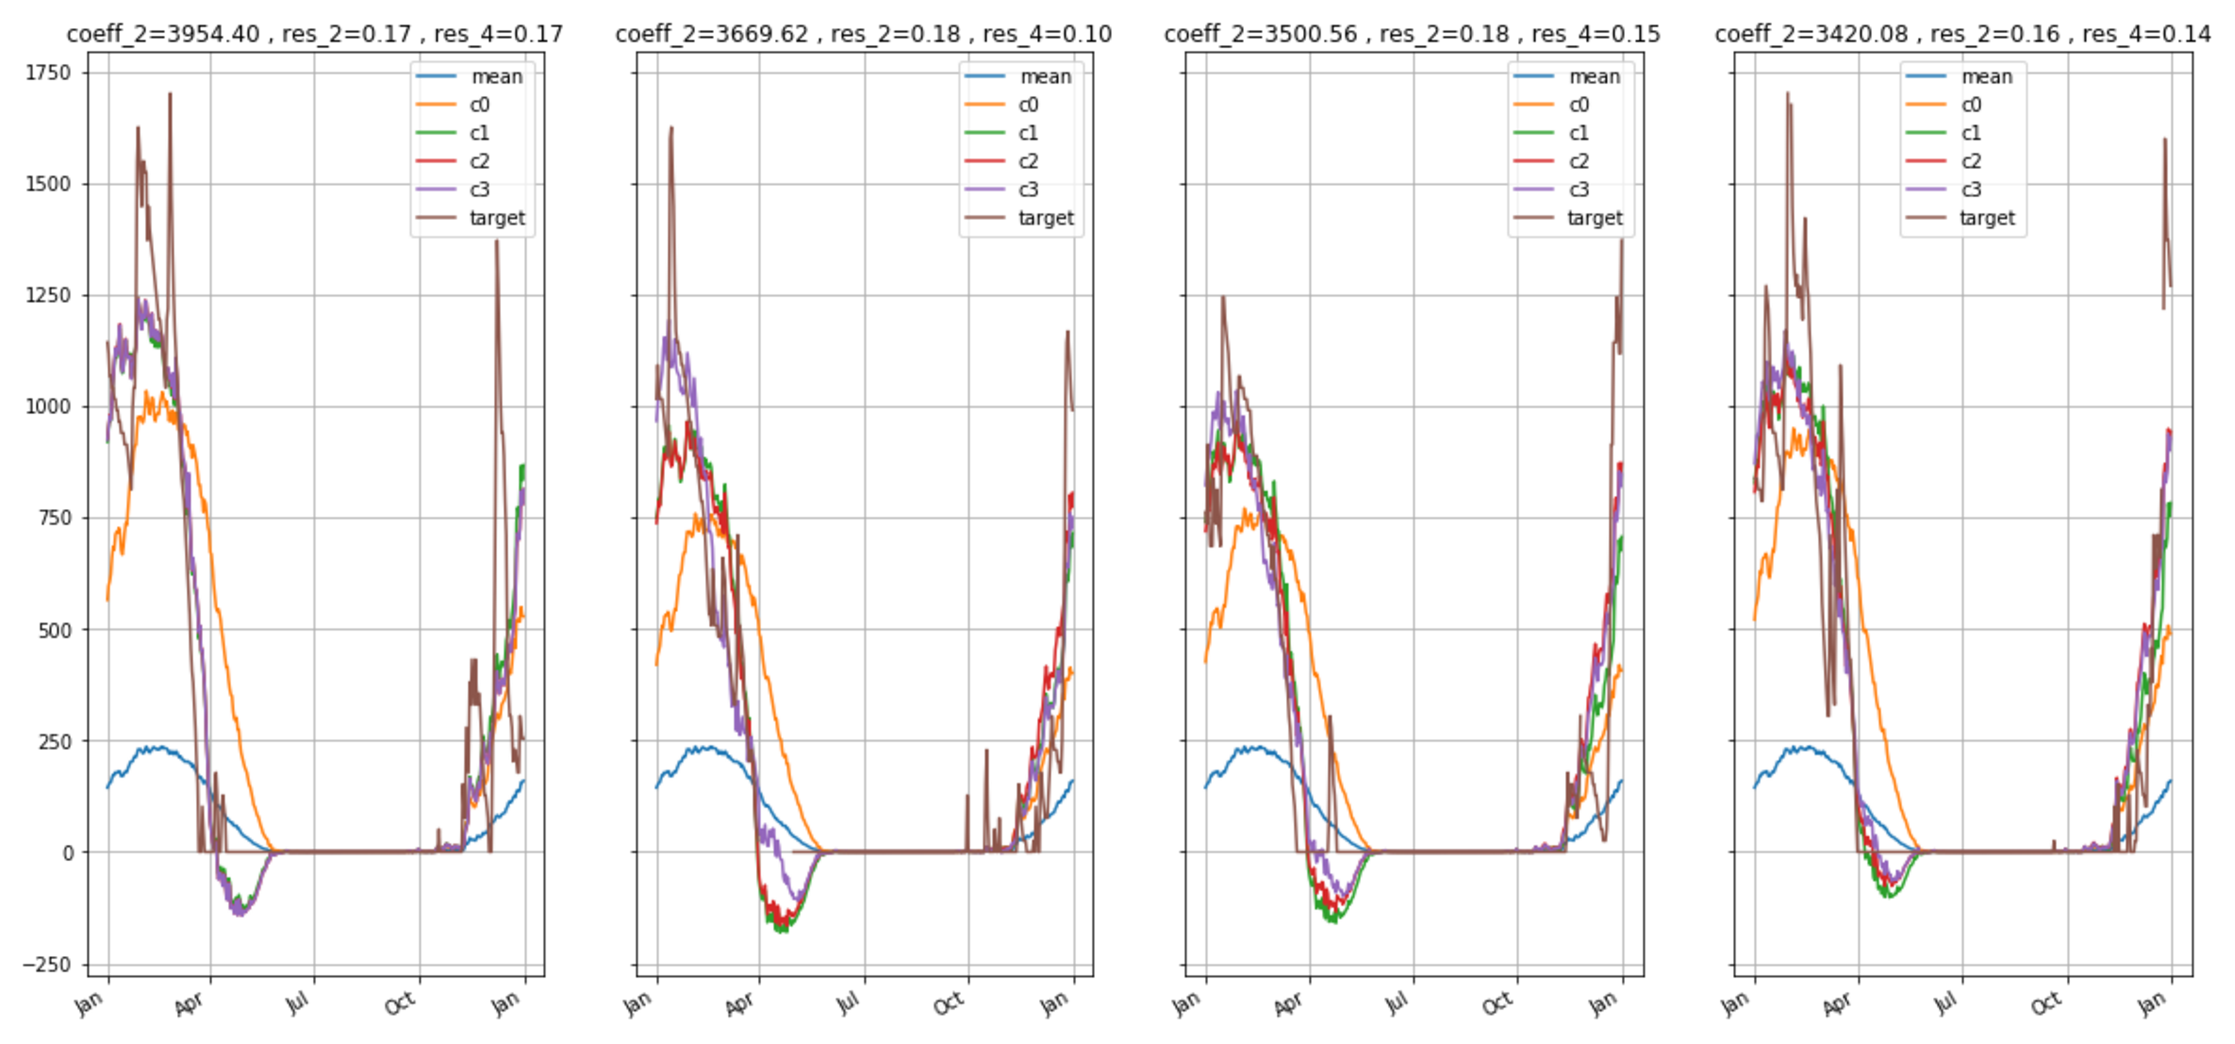 coeff_2=3954.40 , res_2=0.17 , res_4=0.17
1750
1500
1250
1000
750
500
250
0
−250
mean
c0
c1
c2
c3
target
Jan
Apr
Jul
Oct
Jan
coeff_2=3669.62 , res_2=0.18 , res_4=0.10
mean
c0
c1
c2
c3
target
Jan
Apr
Jul
Oct
Jan
coeff_2=3500.56 , res_2=0.18 , res_4=0.15
mean
c0
c1
c2
c3
target
Jan
Apr
Jul
Oct
Jan
coeff_2=3420.08 , res_2=0.16 , res_4=0.14
mean
c0
c1
c2
c3
target
Jan
Apr
Jul
Oct
Jan